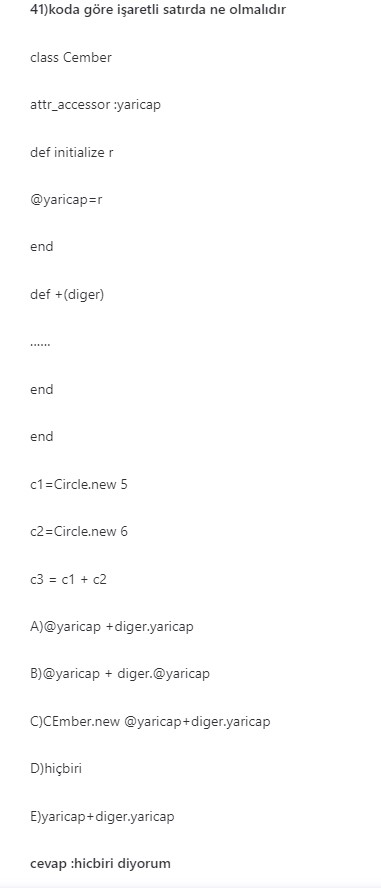 41)koda göre işaretli satırda ne olmalıdır
class Cember
attr_accessor :yaricap
def initialize r
@yaricap=r
end
def +(diger)
......
end
end
c1=Circle.new 5
c2=Circle.new 6
c3 = c1 + c2
A)@yaricap +diger.yaricap
B)@yaricap + diger.@yaricap
C)CEmber.new @yaricap+diger.yaricap
D)hiçbiri
E)yaricap+diger.yaricap
cevap :hicbiri diyorum